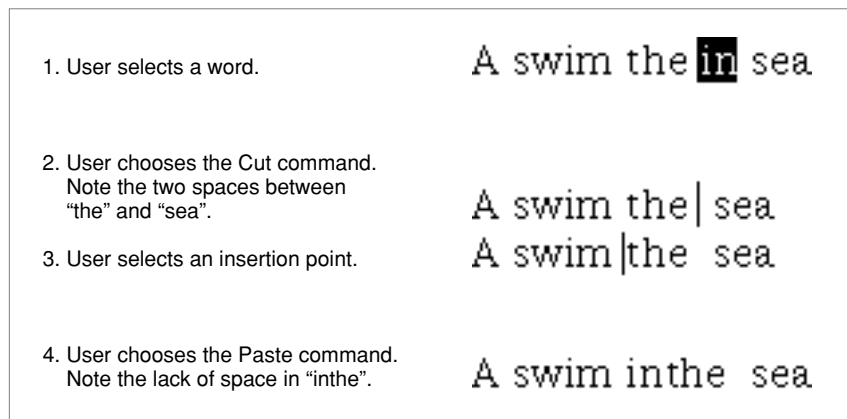 1. User selects a word.
A swim the in sea
2. User chooses the Cut command.
Note the two spaces between
“the” and “sea”.
A swim the  sea
3. User selects an insertion point.
A swim the  sea
4. User chooses the Paste command.
Note the lack of space in “inthe”.
A swim inthe  sea